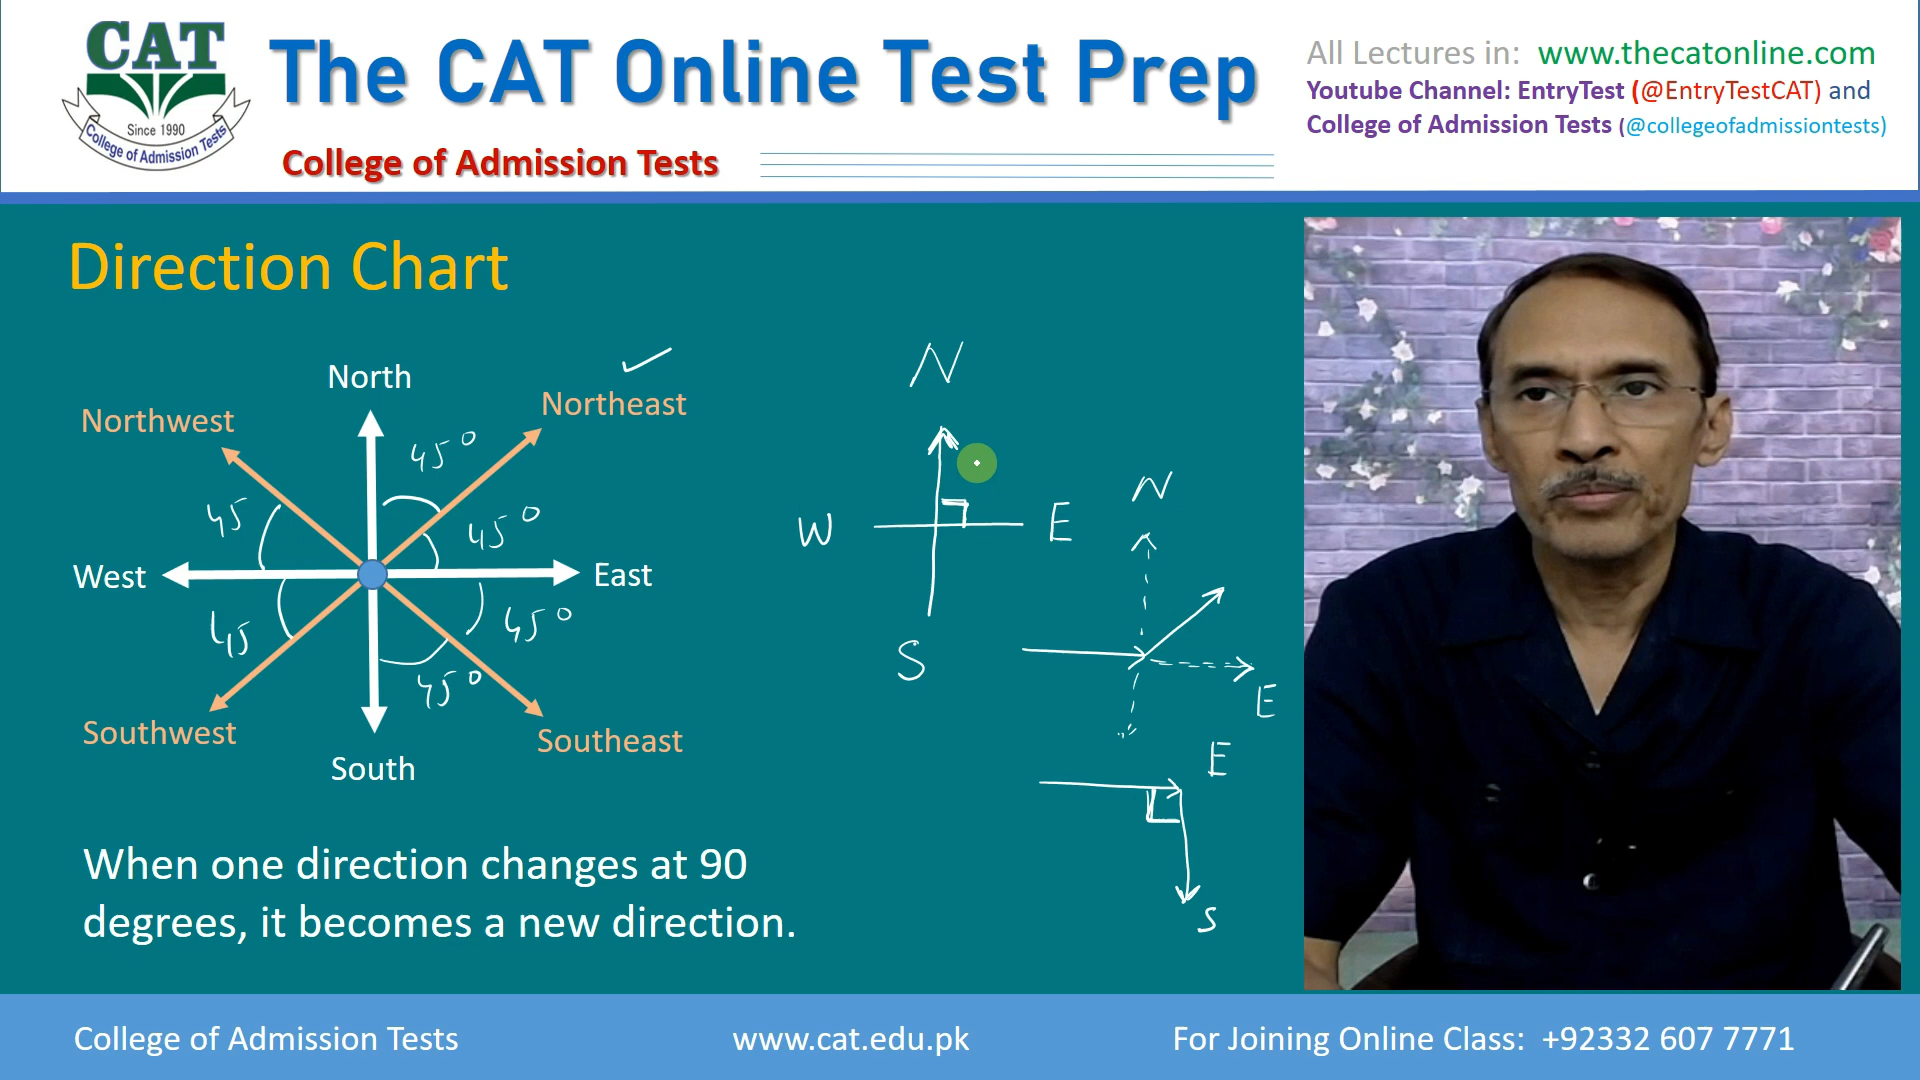 CAT
Since 1990
College of Admission Tests
The CAT Online Test Prep
College of Admission Tests
All Lectures in: www.thecatonline.com
Youtube Channel: EntryTest (@EntryTestCAT) and
College of Admission Tests (@collegeofadmissiontests)
Direction Chart
North
Northeast
Northwest
45°
45
45°
West
East
45
45°
45°
Southwest
Southeast
South
N
W
E
S
N
E
E
S
When one direction changes at 90
degrees, it becomes a new direction.
College of Admission Tests
www.cat.edu.pk
For Joining Online Class: +92332 607 7771